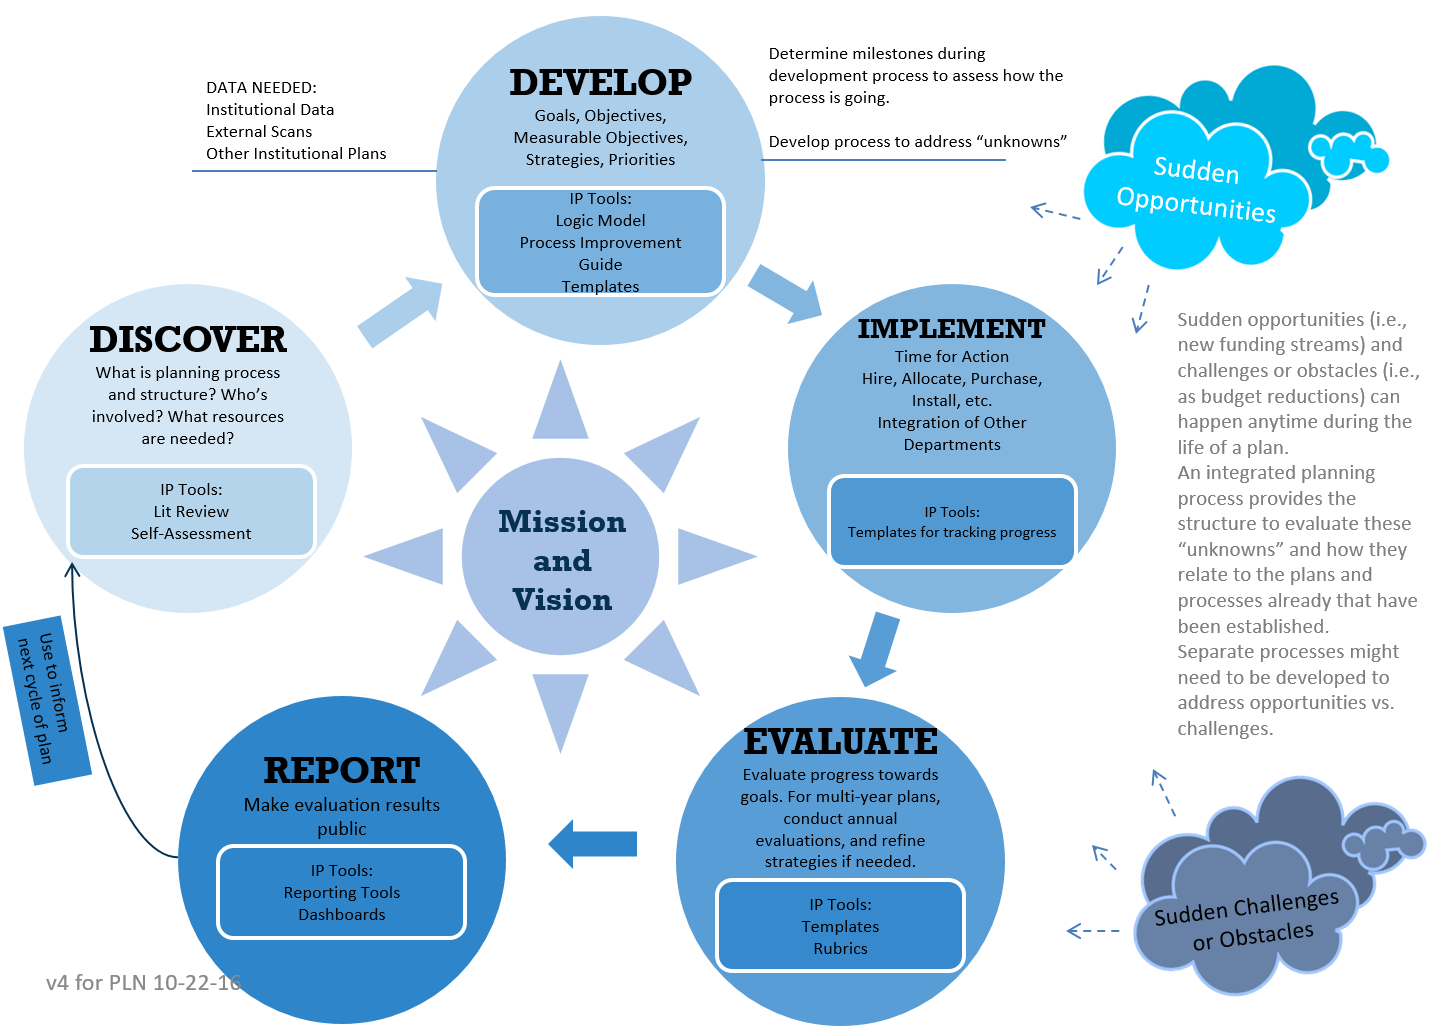 DATA NEEDED:
Institutional Data
External Scans
Other Institutional Plans
DEVELOP
Goals, Objectives,
Measurable Objectives,
Strategies, Priorities
IP Tools:
Logic Model
Process Improvement
Guide
Templates
Determine milestones during
development process to assess how the
process is going.
Develop process to address “unknowns”
Sudden
Opportunities
DISCOVER
What is planning process
and structure? Who’s
involved? What resources
are needed?
IP Tools:
Lit Review
Self-Assessment
IMPLEMENT
Time for Action
Hire, Allocate, Purchase,
Install, etc.
Integration of Other
Departments
IP Tools:
Templates for tracking progress
Sudden opportunities (i.e.,
new funding streams) and
challenges or obstacles (i.e.,
as budget reductions) can
happen anytime during the
life of a plan.
An integrated planning
process provides the
structure to evaluate these
“unknowns” and how they
relate to the plans and
processes already that have
been established.
Separate processes might
need to be developed to
address opportunities vs.
challenges.
Mission
and
Vision
Use to inform
next cycle of plan
REPORT
Make evaluation results
public
IP Tools:
Reporting Tools
Dashboards
EVALUATE
Evaluate progress towards
goals. For multi-year plans,
conduct annual
evaluations, and refine
strategies if needed.
IP Tools:
Templates
Rubrics
Sudden Challenges
or Obstacles
v4 for PLN 10-22-16